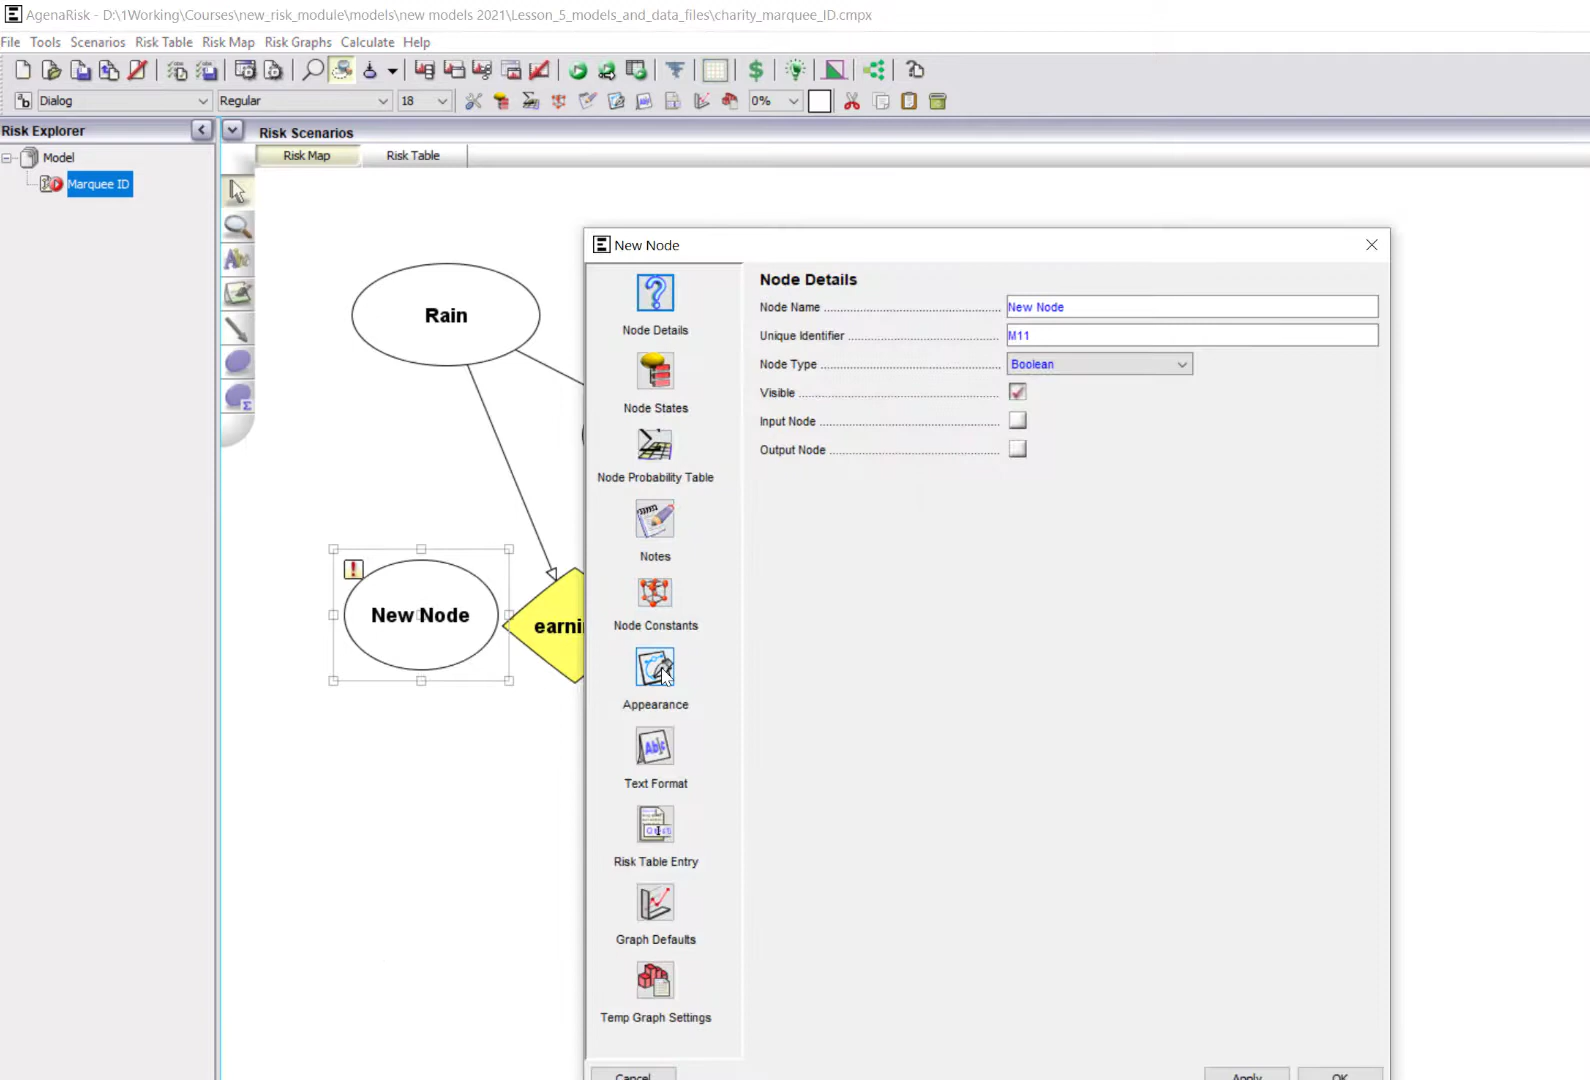 AgenaRisk - D:\1Working\Courses\new_risk_module\models\new models 2021\Lesson_5_models_and_data_files\charity_marquee_ID.cmpx
File Tools Scenarios Risk Table Risk Map Risk Graphs Calculate Help
Dialog Regular 18 0%
Risk Explorer
Risk Scenarios
Model
Marquee ID
Risk Map Risk Table
Abc
Rain
New Node
earni
New Node
Node Details
Node States
Node Probability Table
Notes
Node Constants
Appearance
Text Format
Risk Table Entry
Graph Defaults
Temp Graph Settings
Node Details
Node Name New Node
Unique Identifier M11
Node Type Boolean
Visible
Input Node
Output Node
Cancel Apply OK